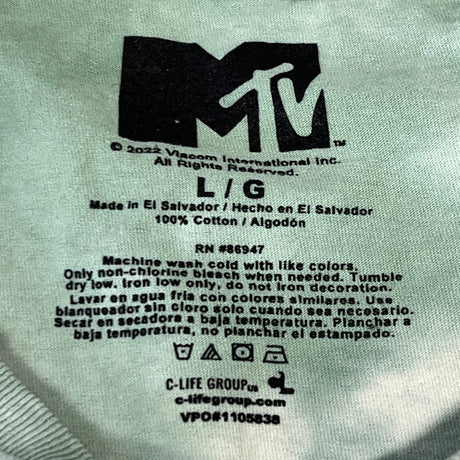 MTV ™
© 2022 Viacom International Inc.
All Rights Reserved.
L / G
Made in El Salvador / Hecho en El Salvador
100% Cotton / Algodón
RN #86947
Machine wash cold with like colors.
Only non-chlorine bleach when needed. Tumble
dry low. Iron low only, do not iron decoration.
Lavar en agua fria con colores similares. Use
blanqueador sin cloro solo cuando sea necesario.
Secar en secadora a baja temperatura. Planchar a
baja temperatura, no planchar el estampado.
C-LIFE GROUP LTD CL
c-lifegroup.com
VPO#1105838